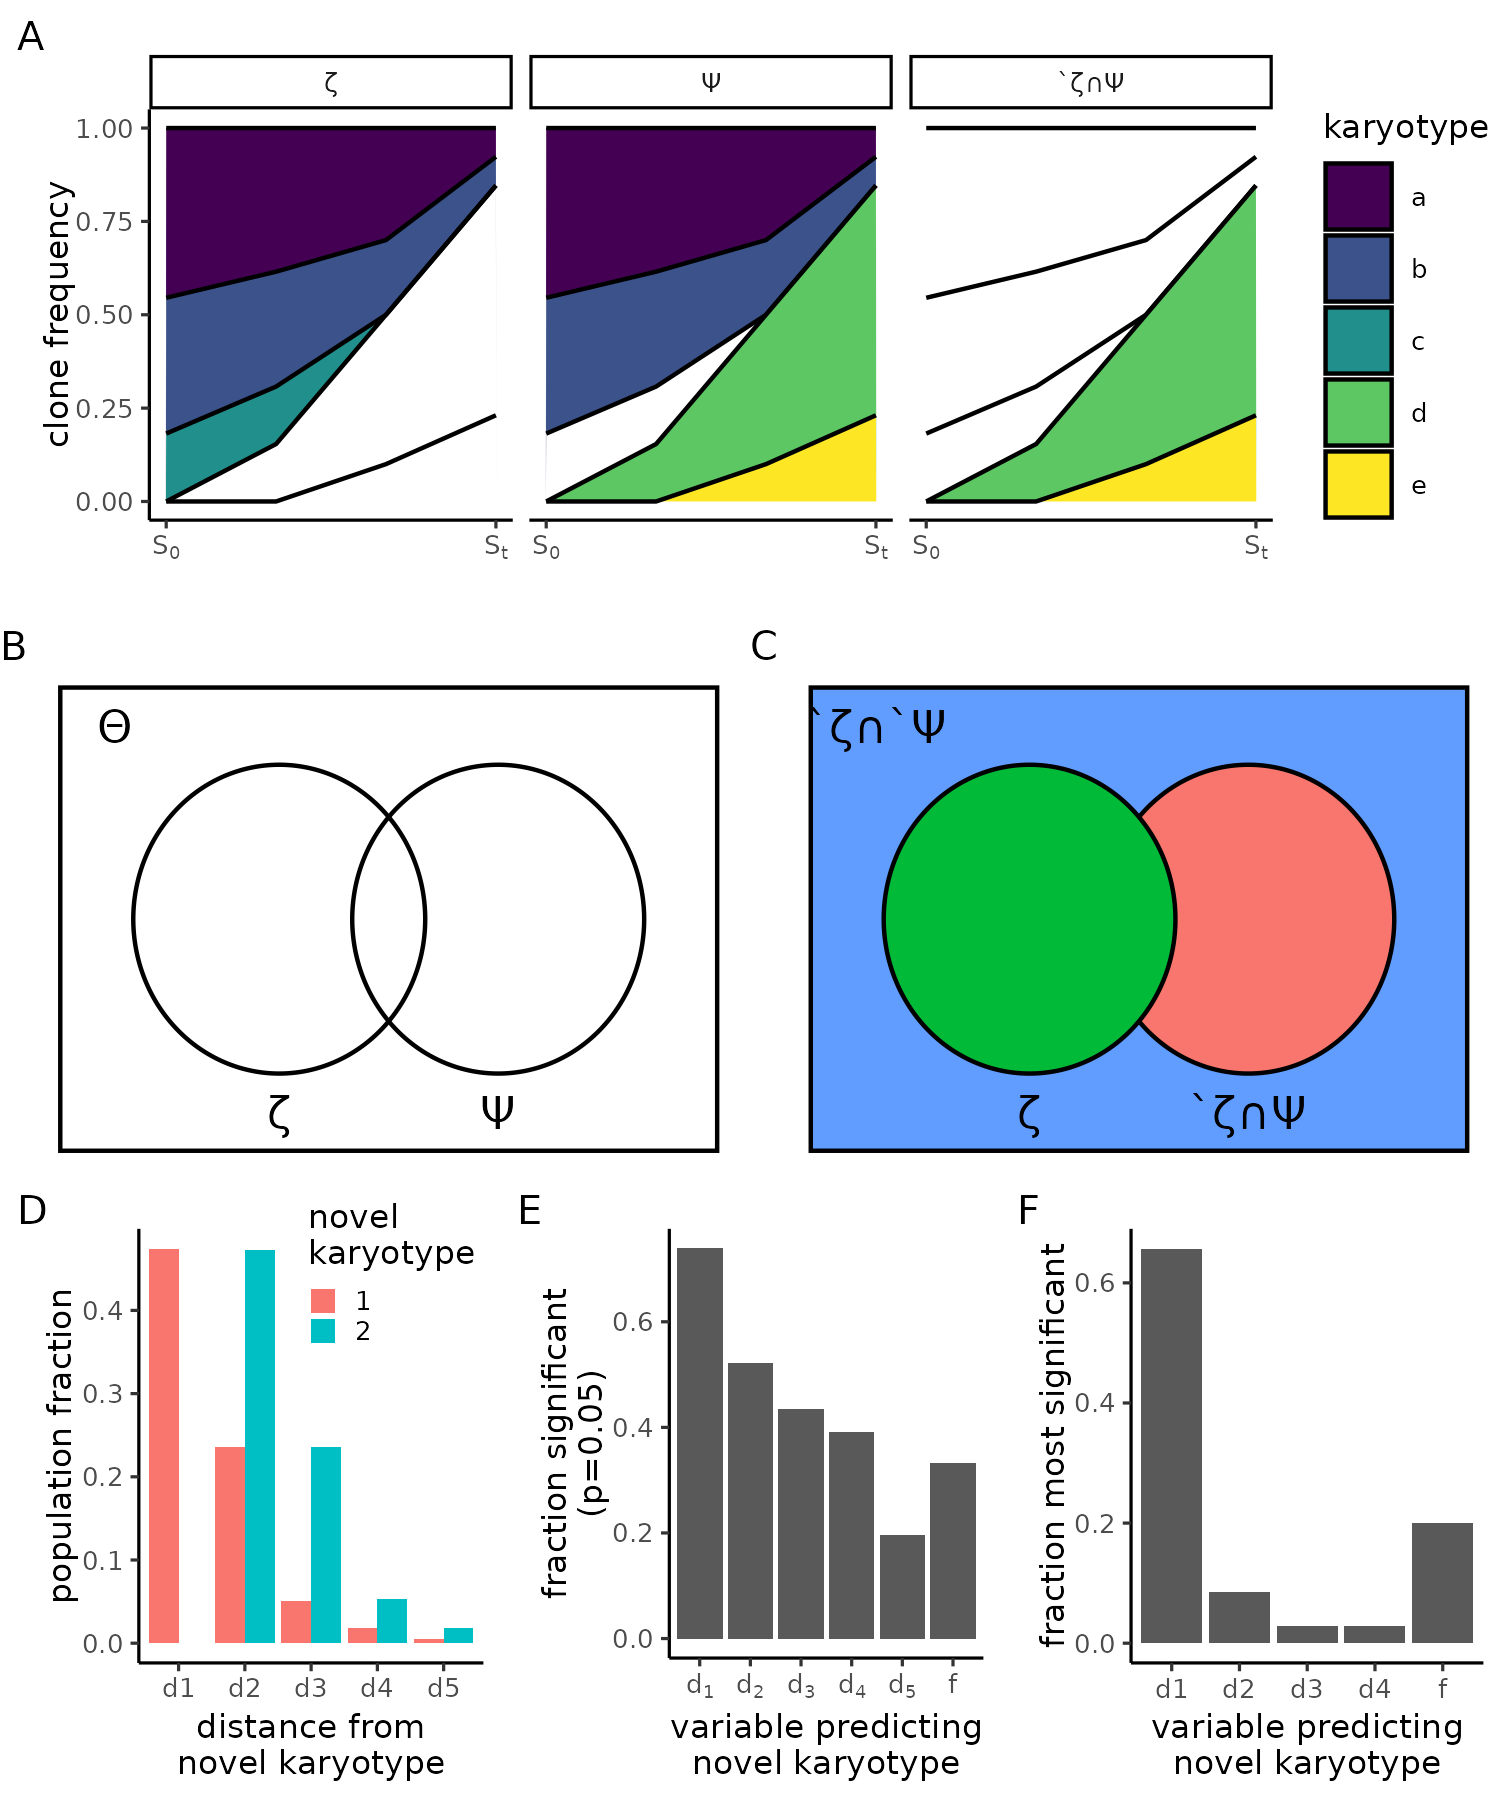 A
ζ
Ψ
`ζ∩Ψ
clone frequency
1.00
0.75
0.50
0.25
0.00
S₀
Sₜ
S₀
Sₜ
S₀
Sₜ
karyotype
a
b
c
d
e
B
Θ
ζ
Ψ
C
`ζ∩`Ψ
ζ
`ζ∩Ψ
D
population fraction
0.4
0.3
0.2
0.1
0.0
d1
d2
d3
d4
d5
distance from
novel karyotype
novel
karyotype
1
2
E
fraction significant
(p=0.05)
0.6
0.4
0.2
0.0
d₁
d₂
d₃
d₄
d₅
f
variable predicting
novel karyotype
F
fraction most significant
0.6
0.4
0.2
0.0
d1
d2
d3
d4
f
variable predicting
novel karyotype